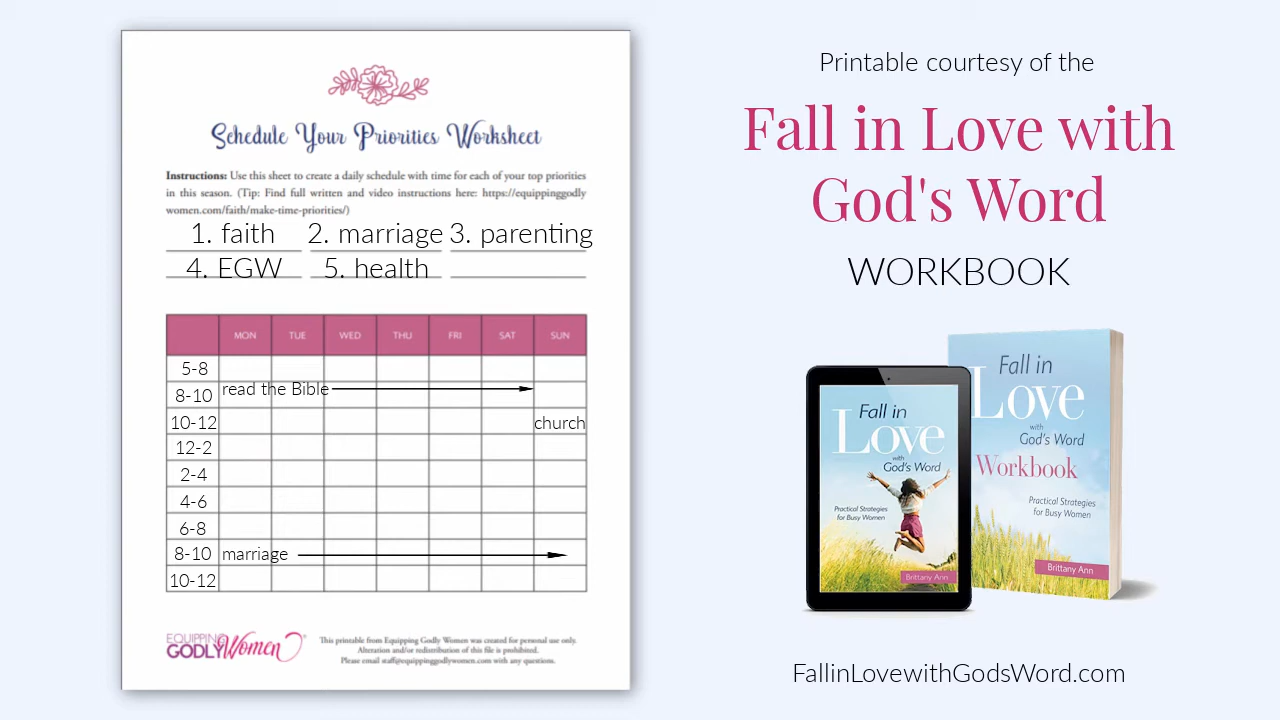 Schedule Your Priorities Worksheet
Instructions: Use this sheet to create a daily schedule with time for each of your top priorities
in this season. (Tip: Find full written and video instructions here: https://equippinggodly
women.com/faith/make-time-priorities/)
1. faith 2. marriage 3. parenting
4. EGW 5. health
MON TUE WED THU FRI SAT SUN
5-8
8-10 read the Bible
10-12 church
12-2
2-4
4-6
6-8
8-10 marriage
10-12
EQUIPPING
GODLY Women
This printable from Equipping Godly Women was created for personal use only.
Alteration and/or redistribution of this file is prohibited.
Please email staff@equippinggodlywomen.com with any questions.
Printable courtesy of the
Fall in Love with
God's Word
WORKBOOK
Fall in
Love
with
God's Word
Practical Strategies
for Busy Women
Brittany Ann
Fall in
Love
with
God's Word
Workbook
Practical Strategies
for Busy Women
Brittany Ann
FallinLovewithGodsWord.com